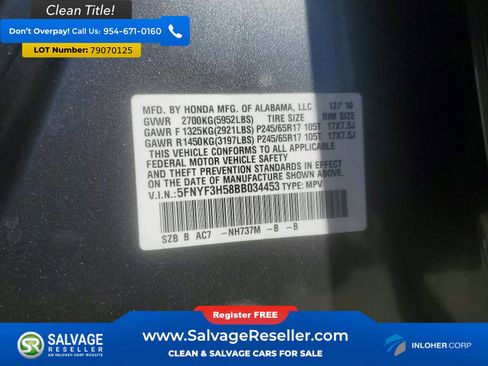 Clean Title!
Don't Overpay! Call Us: 954-671-0160
LOT Number: 79070125
MFD. BY HONDA MFG. OF ALABAMA, LLC 12/'10
GVWR 2700KG(5952LBS) TIRE SIZE RIM SIZE
GAWR F 1325KG(2921LBS) P245/65R17 105T 17X7.5J
GAWR R 1450KG(3197LBS) P245/65R17 105T 17X7.5J
THIS VEHICLE CONFORMS TO ALL APPLICABLE
FEDERAL MOTOR VEHICLE SAFETY
AND THEFT PREVENTION STANDARDS IN EFFECT ON
THE DATE OF MANUFACTURE SHOWN ABOVE.
V.I.N.: 5FNYF3H58BB034453 TYPE: MPV
SZB B AC7 -NH737M -B -B
Register FREE!
SALVAGE
RESELLER
AN INLOHER CORP WEBSITE
www.SalvageReseller.com
CLEAN & SALVAGE CARS FOR SALE
INLOHER CORP